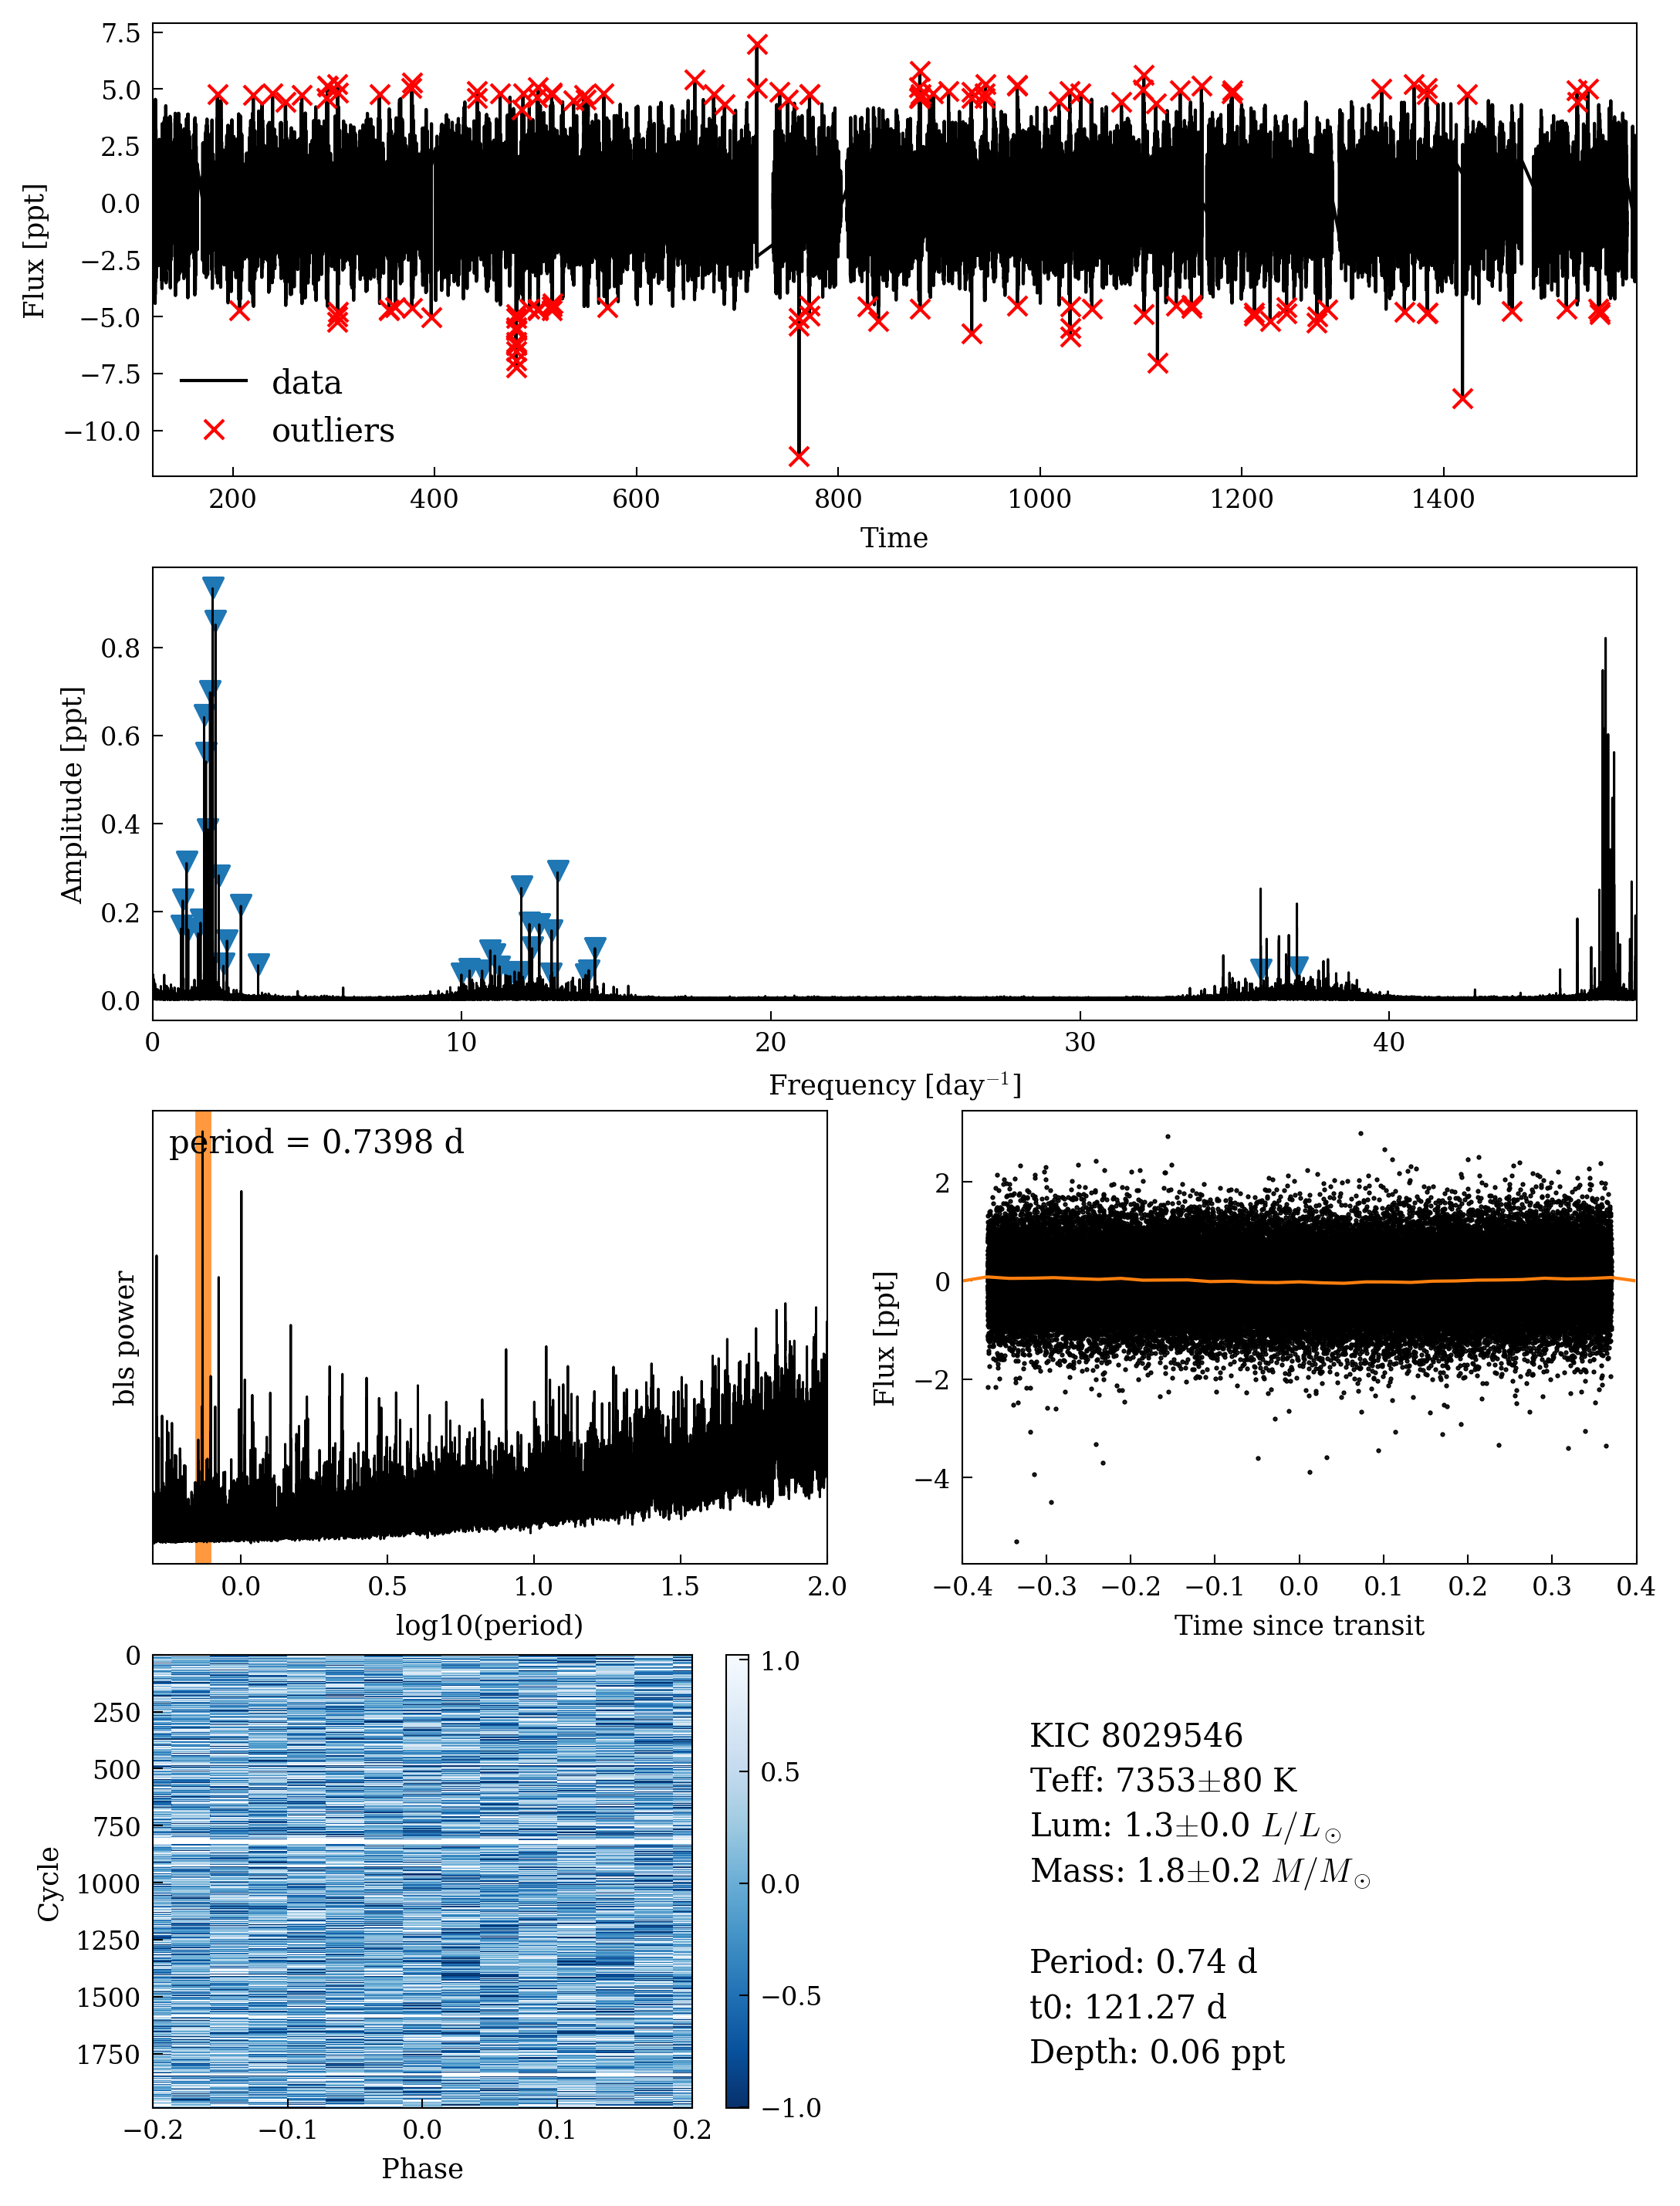 7.5
5.0
2.5
0.0
−2.5
−5.0
−7.5
−10.0
Flux [ppt]
data
outliers
200 400 600 800 1000 1200 1400
Time
0.8
0.6
0.4
0.2
0.0
Amplitude [ppt]
0 10 20 30 40
Frequency [day⁻¹]
period = 0.7398 d
bls power
0.0 0.5 1.0 1.5 2.0
log10(period)
2
0
−2
−4
Flux [ppt]
−0.4 −0.3 −0.2 −0.1 0.0 0.1 0.2 0.3 0.4
Time since transit
0
250
500
750
1000
1250
1500
1750
Cycle
−0.2 −0.1 0.0 0.1 0.2
Phase
1.0
0.5
0.0
−0.5
−1.0
KIC 8029546
Teff: 7353±80 K
Lum: 1.3±0.0 L/L⊙
Mass: 1.8±0.2 M/M⊙
Period: 0.74 d
t0: 121.27 d
Depth: 0.06 ppt